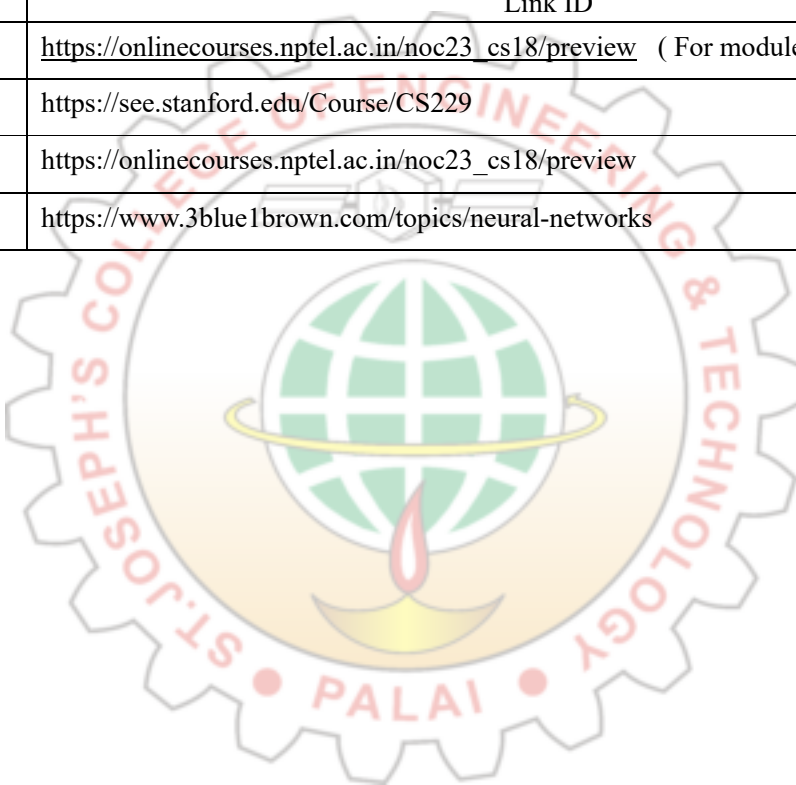 Link ID
https://onlinecourses.nptel.ac.in/noc23_cs18/preview ( For module
https://see.stanford.edu/Course/CS229
https://onlinecourses.nptel.ac.in/noc23_cs18/preview
https://www.3blue1brown.com/topics/neural-networks
ST.JOSEPH'S COLLEGE OF ENGINEERING & TECHNOLOGY
PALAI